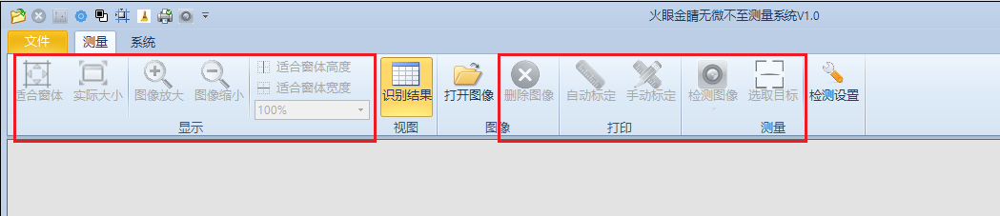 火眼金睛无微不至测量系统V1.0
文件 测量 系统
适合窗体 实际大小 图像放大 图像缩小 适合窗体高度
适合窗体宽度
100%
识别结果 打开图像 删除图像 自动标定 手动标定 检测图像 选取目标 检测设置
显示 视图 图像 打印 测量